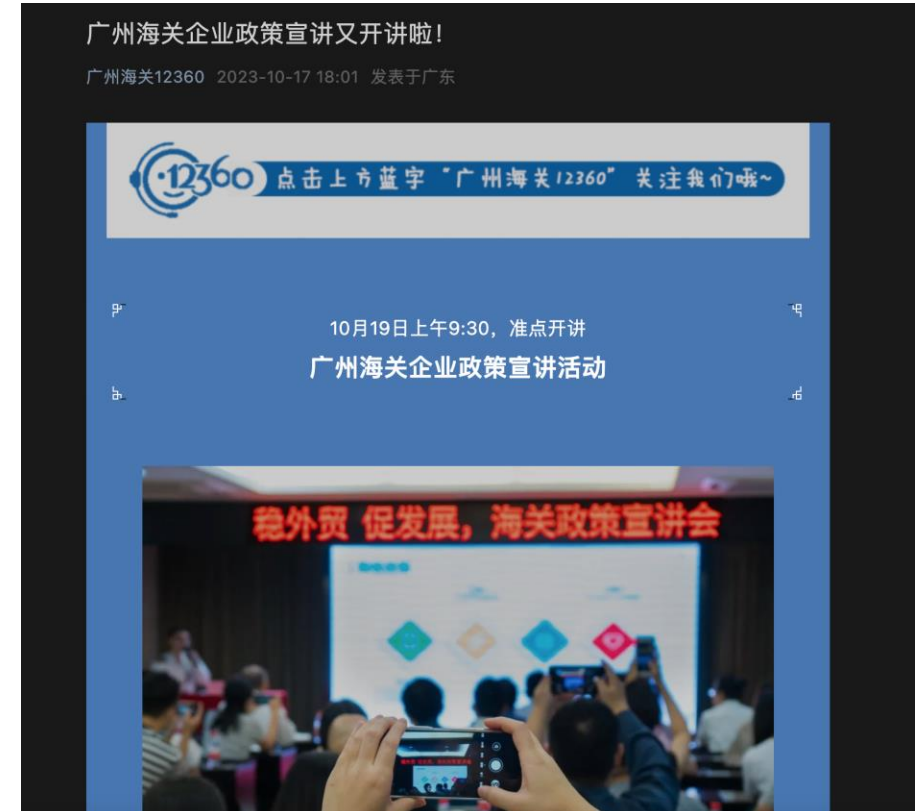 广州海关企业政策宣讲又开讲啦！
广州海关12360 2023-10-17 18:01 发表于广东
12360 点击上方蓝字“广州海关12360”关注我们哦~
10月19日上午9:30，准点开讲
广州海关企业政策宣讲活动
稳外贸 促发展，海关政策宣讲会